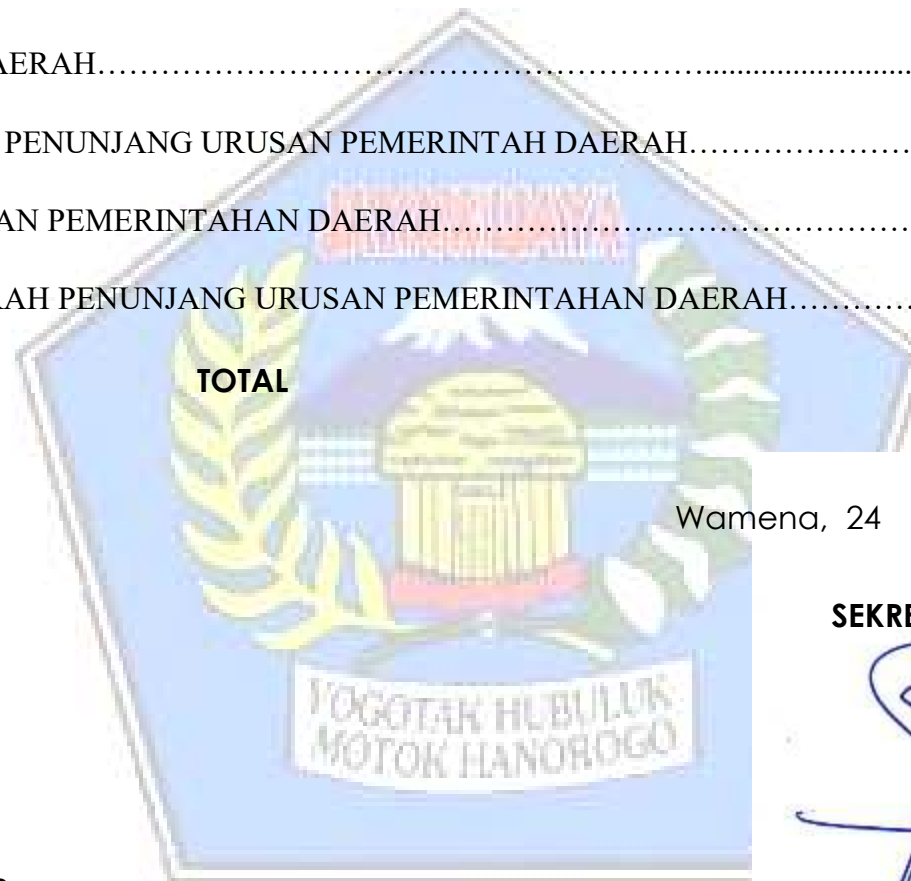 AERAH……………………………………………………..........................
PENUNJANG URUSAN PEMERINTAH DAERAH…………………
AN PEMERINTAHAN DAERAH………………………………………
RAH PENUNJANG URUSAN PEMERINTAHAN DAERAH…………
TOTAL
Wamena, 24
SEKRE
YOGOTAK HUBULUK
MOTOK HANOROGO